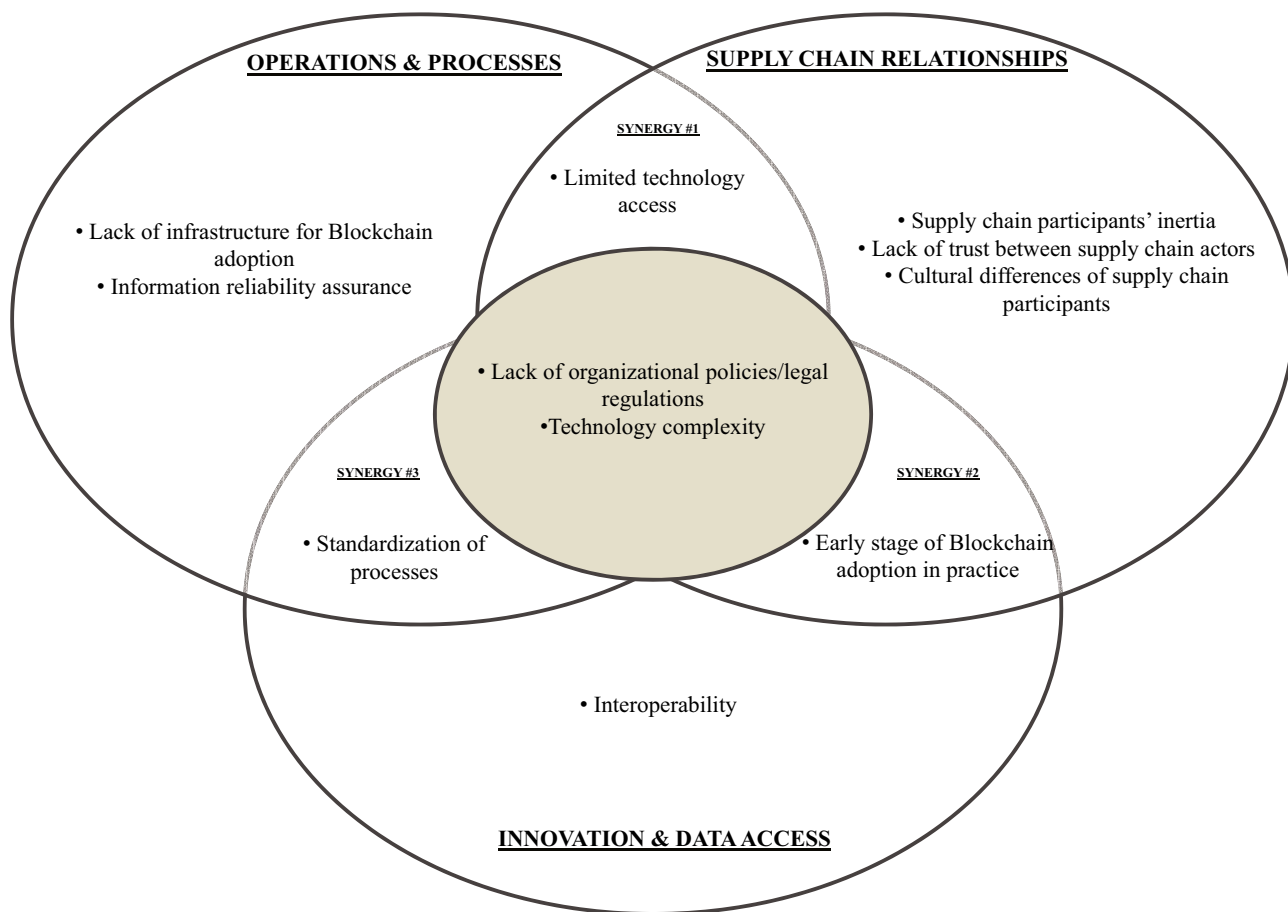 OPERATIONS & PROCESSES
SUPPLY CHAIN RELATIONSHIPS
SYNERGY #1
• Limited technology
access
• Lack of infrastructure for Blockchain
adoption
• Information reliability assurance
• Supply chain participants’ inertia
• Lack of trust between supply chain actors
• Cultural differences of supply chain
participants
• Lack of organizational policies/legal
regulations
•Technology complexity
SYNERGY #3
• Standardization of
processes
SYNERGY #2
• Early stage of Blockchain
adoption in practice
• Interoperability
INNOVATION & DATA ACCESS